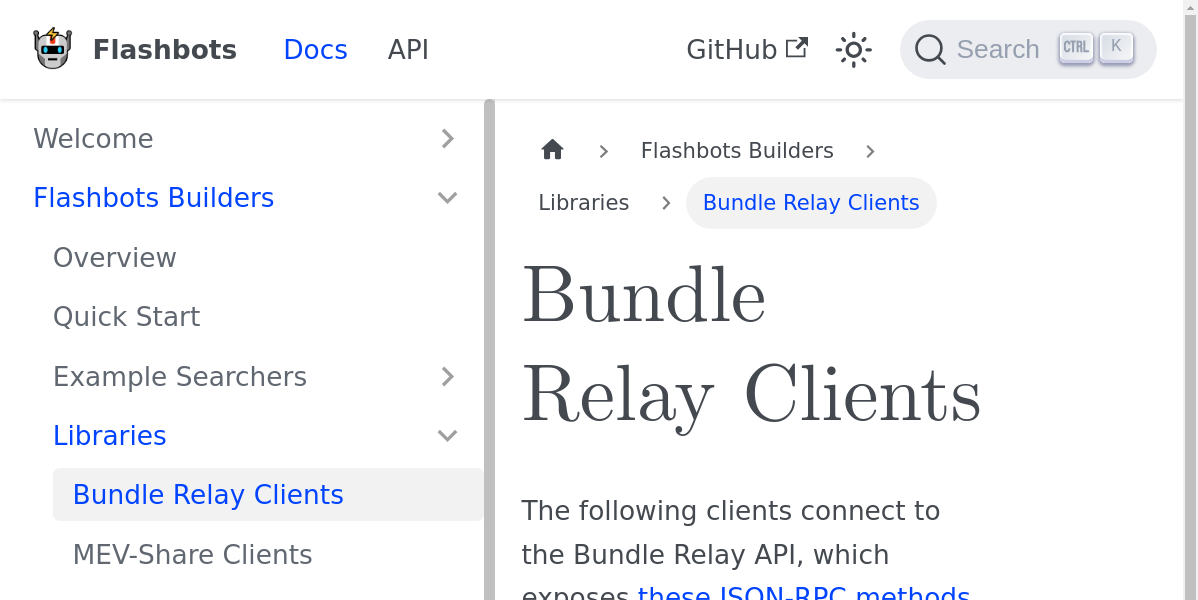 Flashbots
Docs
API
GitHub
Search
CTRL
K
Welcome
Flashbots Builders
Overview
Quick Start
Example Searchers
Libraries
Bundle Relay Clients
MEV-Share Clients
Flashbots Builders
Libraries
Bundle Relay Clients
Bundle
Relay Clients
The following clients connect to
the Bundle Relay API, which
exposes these JSON-RPC methods